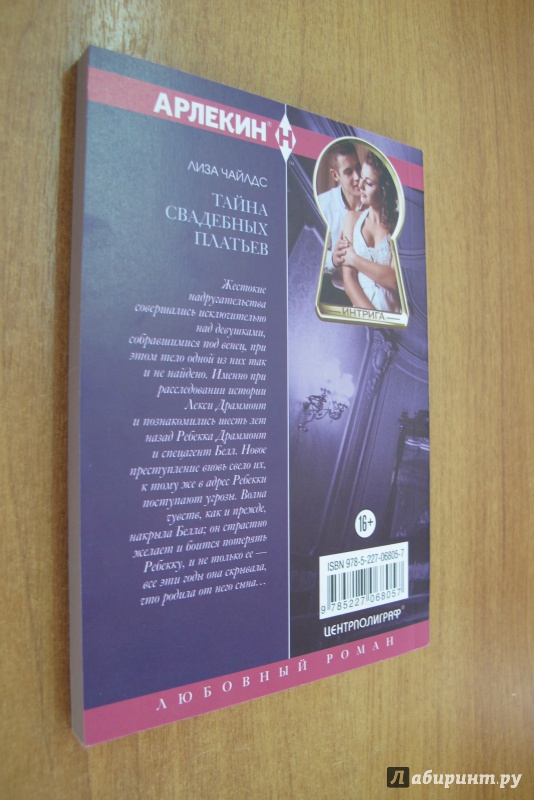 АРЛЕКИН® H
ЛИЗА ЧАЙЛДС
ТАЙНА
СВАДЕБНЫХ
ПЛАТЬЕВ
Жестокие
надругательства
совершались исключительно
над девушками,
собравшимися под венец, при
этом тело одной из них так
и не найдено. Именно при
расследовании истории
Лекси Драммонт
и познакомились шесть лет
назад Ребекка Драммонт
и спецагент Белл. Новое
преступление вновь свело их,
к тому же в адрес Ребекки
поступают угрозы. Волна
чувств, как и прежде,
накрыла Белла; он страстно
желает и боится потерять
Ребекку, и не только ее —
все эти годы она скрывала,
что родила от него сына...
ИНТРИГА
16+
ISBN 978-5-227-06805-7
9 785227 068057
ЦЕНТРПОЛИГРАФ®
ЛЮБОВНЫЙ РОМАН
Лабиринт.ру